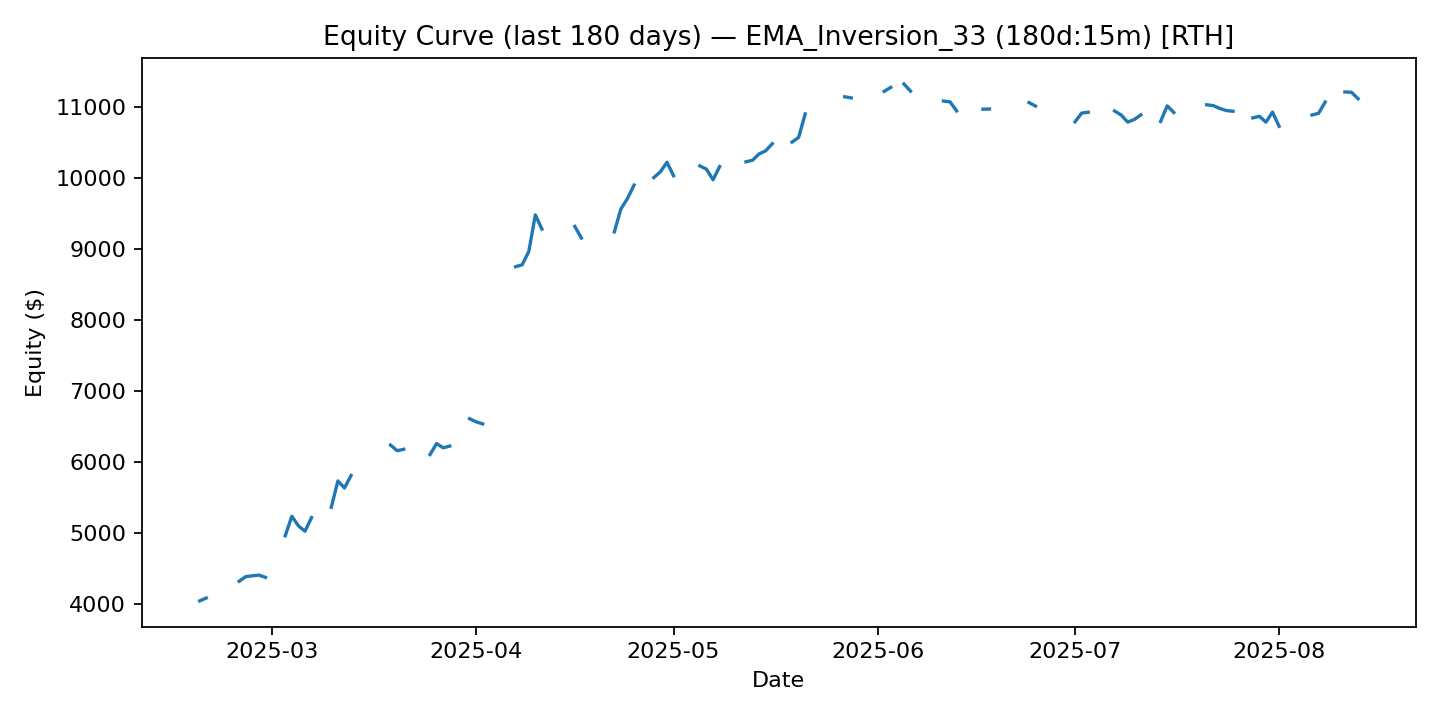 Equity Curve (last 180 days) — EMA_Inversion_33 (180d:15m) [RTH]
Equity ($)
11000
10000
9000
8000
7000
6000
5000
4000
2025-03 2025-04 2025-05 2025-06 2025-07 2025-08
Date